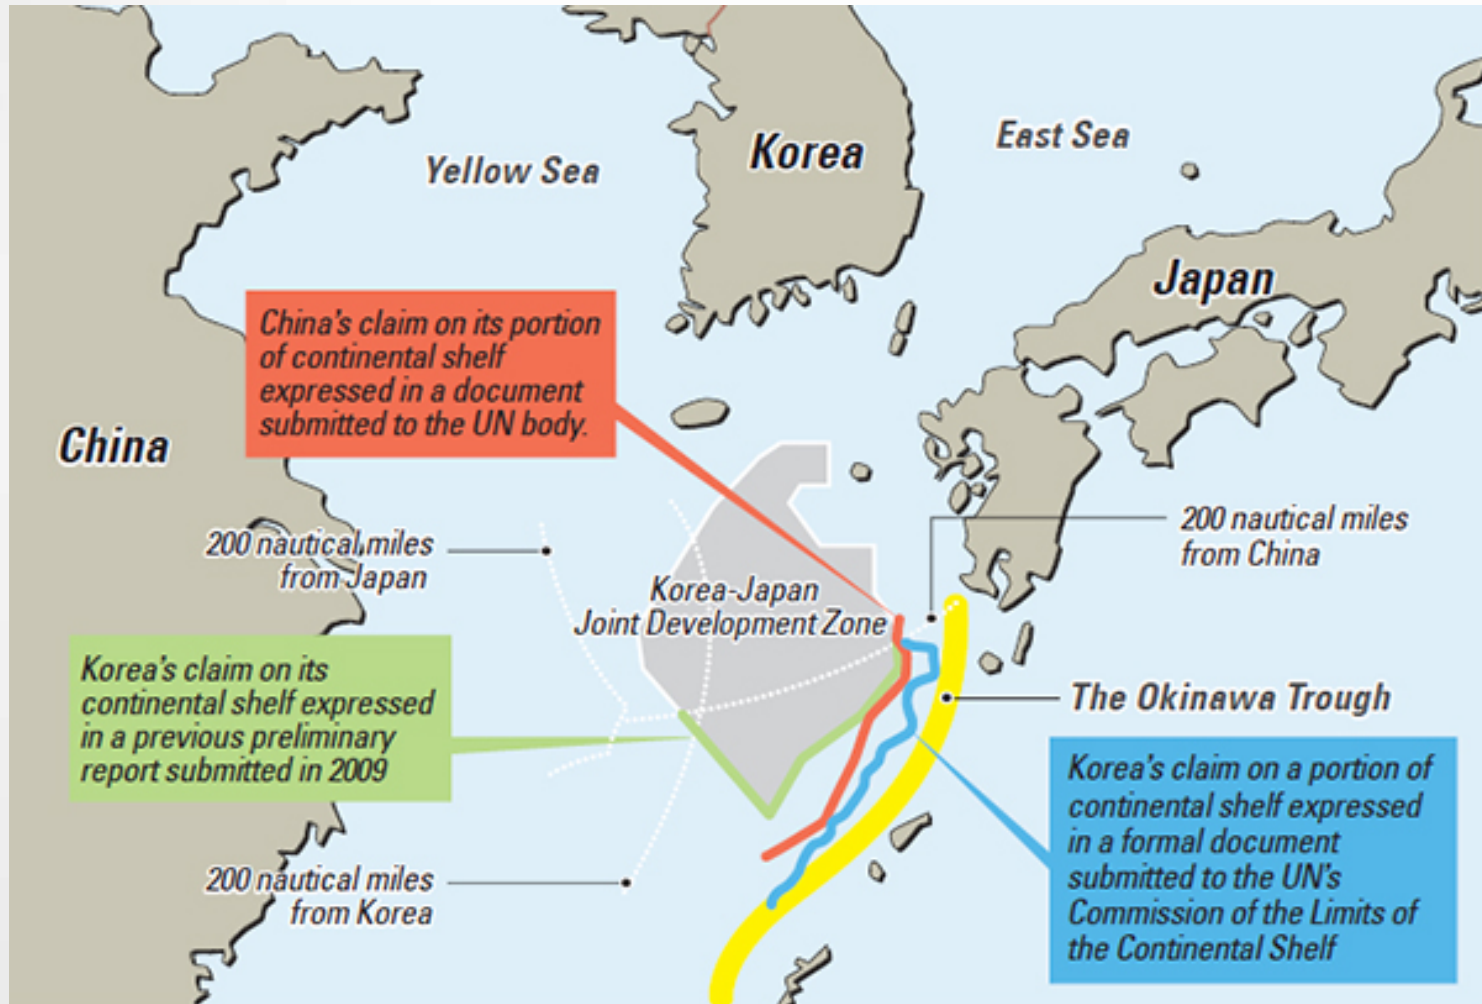 Korea
East Sea
Yellow Sea
Japan
China's claim on its portion
of continental shelf
expressed in a document
submitted to the UN body.
China
200 nautical miles
from Japan
200 nautical miles
from China
Korea-Japan
Joint Development Zone
Korea's claim on its
continental shelf expressed
in a previous preliminary
report submitted in 2009
The Okinawa Trough
Korea's claim on a portion of
continental shelf expressed
in a formal document
submitted to the UN's
Commission of the Limits of
the Continental Shelf
200 nautical miles
from Korea